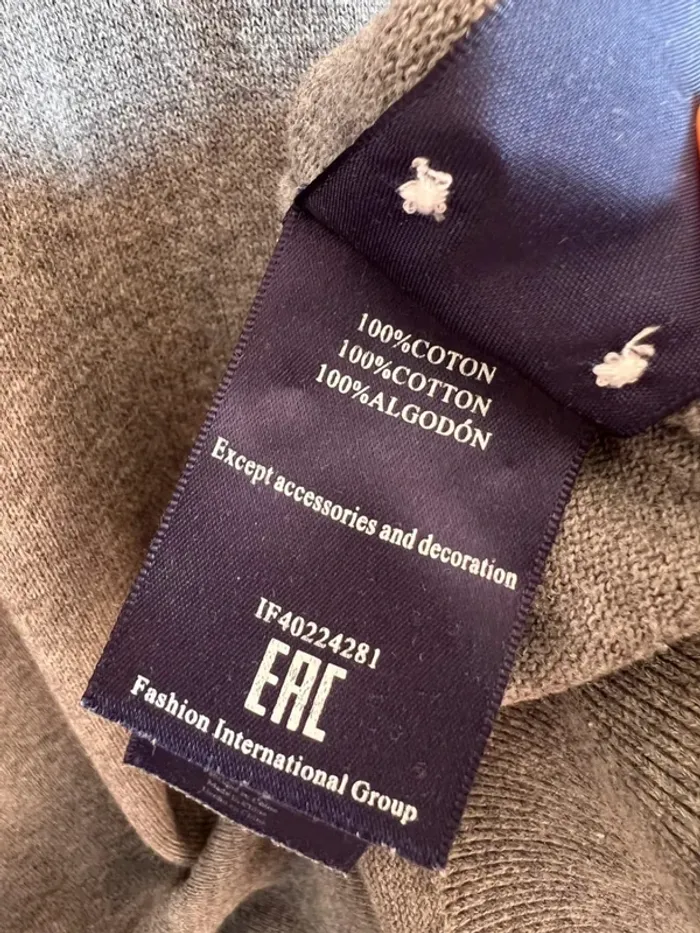 100%COTON
100%COTTON
100%ALGODÓN
Except accessories and decoration
IF40224281
EAC
Fashion International Group